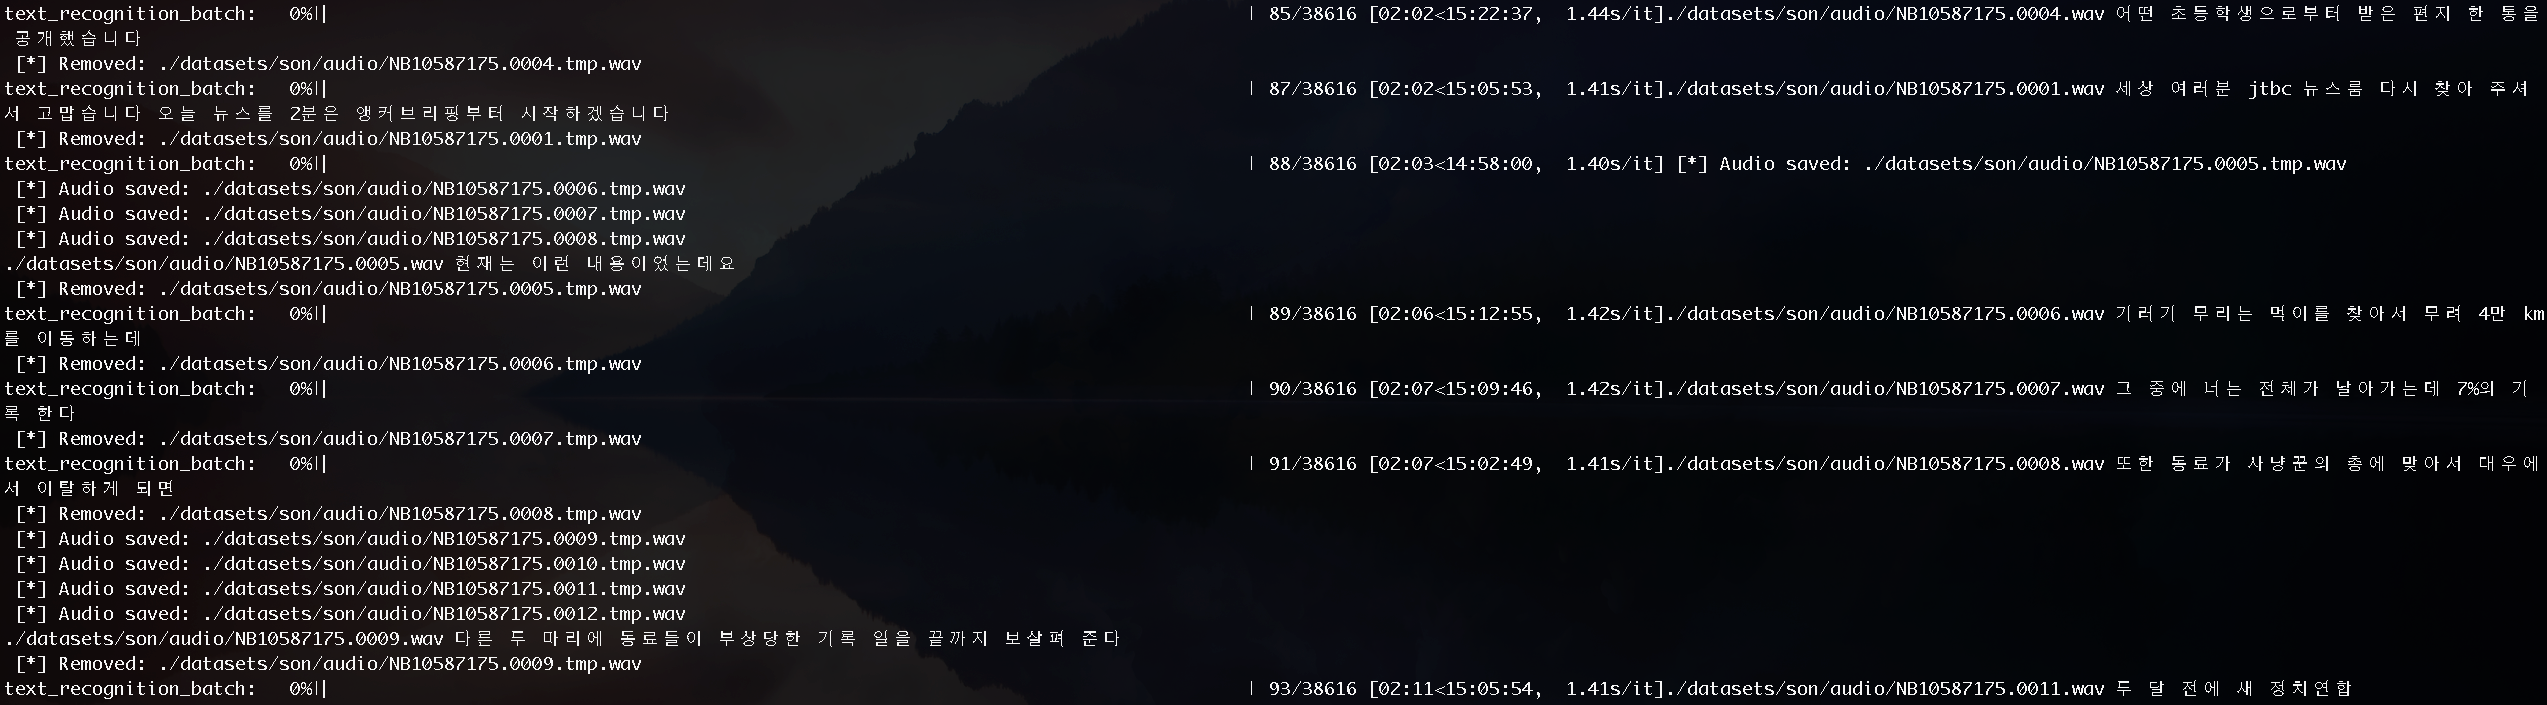 text_recognition_batch:   0%||                                                    | 85/38616 [02:02<15:22:37,  1.44s/it]./datasets/son/audio/NB10587175.0004.wav 어떤 초등학생으로부터 받은 편지 한 통을
 공개했습니다
 [*] Removed: ./datasets/son/audio/NB10587175.0004.tmp.wav
text_recognition_batch:   0%||                                                    | 87/38616 [02:02<15:05:53,  1.41s/it]./datasets/son/audio/NB10587175.0001.wav 세상 여러분 jtbc 뉴스룸 다시 찾아 주셔
서 고맙습니다 오늘 뉴스를 2분은 앵커브리핑부터 시작하겠습니다
 [*] Removed: ./datasets/son/audio/NB10587175.0001.tmp.wav
text_recognition_batch:   0%||                                                    | 88/38616 [02:03<14:58:00,  1.40s/it] [*] Audio saved: ./datasets/son/audio/NB10587175.0005.tmp.wav
 [*] Audio saved: ./datasets/son/audio/NB10587175.0006.tmp.wav
 [*] Audio saved: ./datasets/son/audio/NB10587175.0007.tmp.wav
 [*] Audio saved: ./datasets/son/audio/NB10587175.0008.tmp.wav
./datasets/son/audio/NB10587175.0005.wav 현재는 이런 내용이었는데요
 [*] Removed: ./datasets/son/audio/NB10587175.0005.tmp.wav
text_recognition_batch:   0%||                                                    | 89/38616 [02:06<15:12:55,  1.42s/it]./datasets/son/audio/NB10587175.0006.wav 기러기 무리는 먹이를 찾아서 무려 4만 km
를 이동하는데
 [*] Removed: ./datasets/son/audio/NB10587175.0006.tmp.wav
text_recognition_batch:   0%||                                                    | 90/38616 [02:07<15:09:46,  1.42s/it]./datasets/son/audio/NB10587175.0007.wav 그 중에 너는 전체가 날아가는데 7%의 기
록 한다
 [*] Removed: ./datasets/son/audio/NB10587175.0007.tmp.wav
text_recognition_batch:   0%||                                                    | 91/38616 [02:07<15:02:49,  1.41s/it]./datasets/son/audio/NB10587175.0008.wav 또한 동료가 사냥꾼의 총에 맞아서 대우에
서 이탈하게 되면
 [*] Removed: ./datasets/son/audio/NB10587175.0008.tmp.wav
 [*] Audio saved: ./datasets/son/audio/NB10587175.0009.tmp.wav
 [*] Audio saved: ./datasets/son/audio/NB10587175.0010.tmp.wav
 [*] Audio saved: ./datasets/son/audio/NB10587175.0011.tmp.wav
 [*] Audio saved: ./datasets/son/audio/NB10587175.0012.tmp.wav
./datasets/son/audio/NB10587175.0009.wav 다른 두 마리에 동료들이 부상당한 기록 일을 끝까지 보살펴 준다
 [*] Removed: ./datasets/son/audio/NB10587175.0009.tmp.wav
text_recognition_batch:   0%||                                                    | 93/38616 [02:11<15:05:54,  1.41s/it]./datasets/son/audio/NB10587175.0011.wav 두 달 전에 새 정치연합